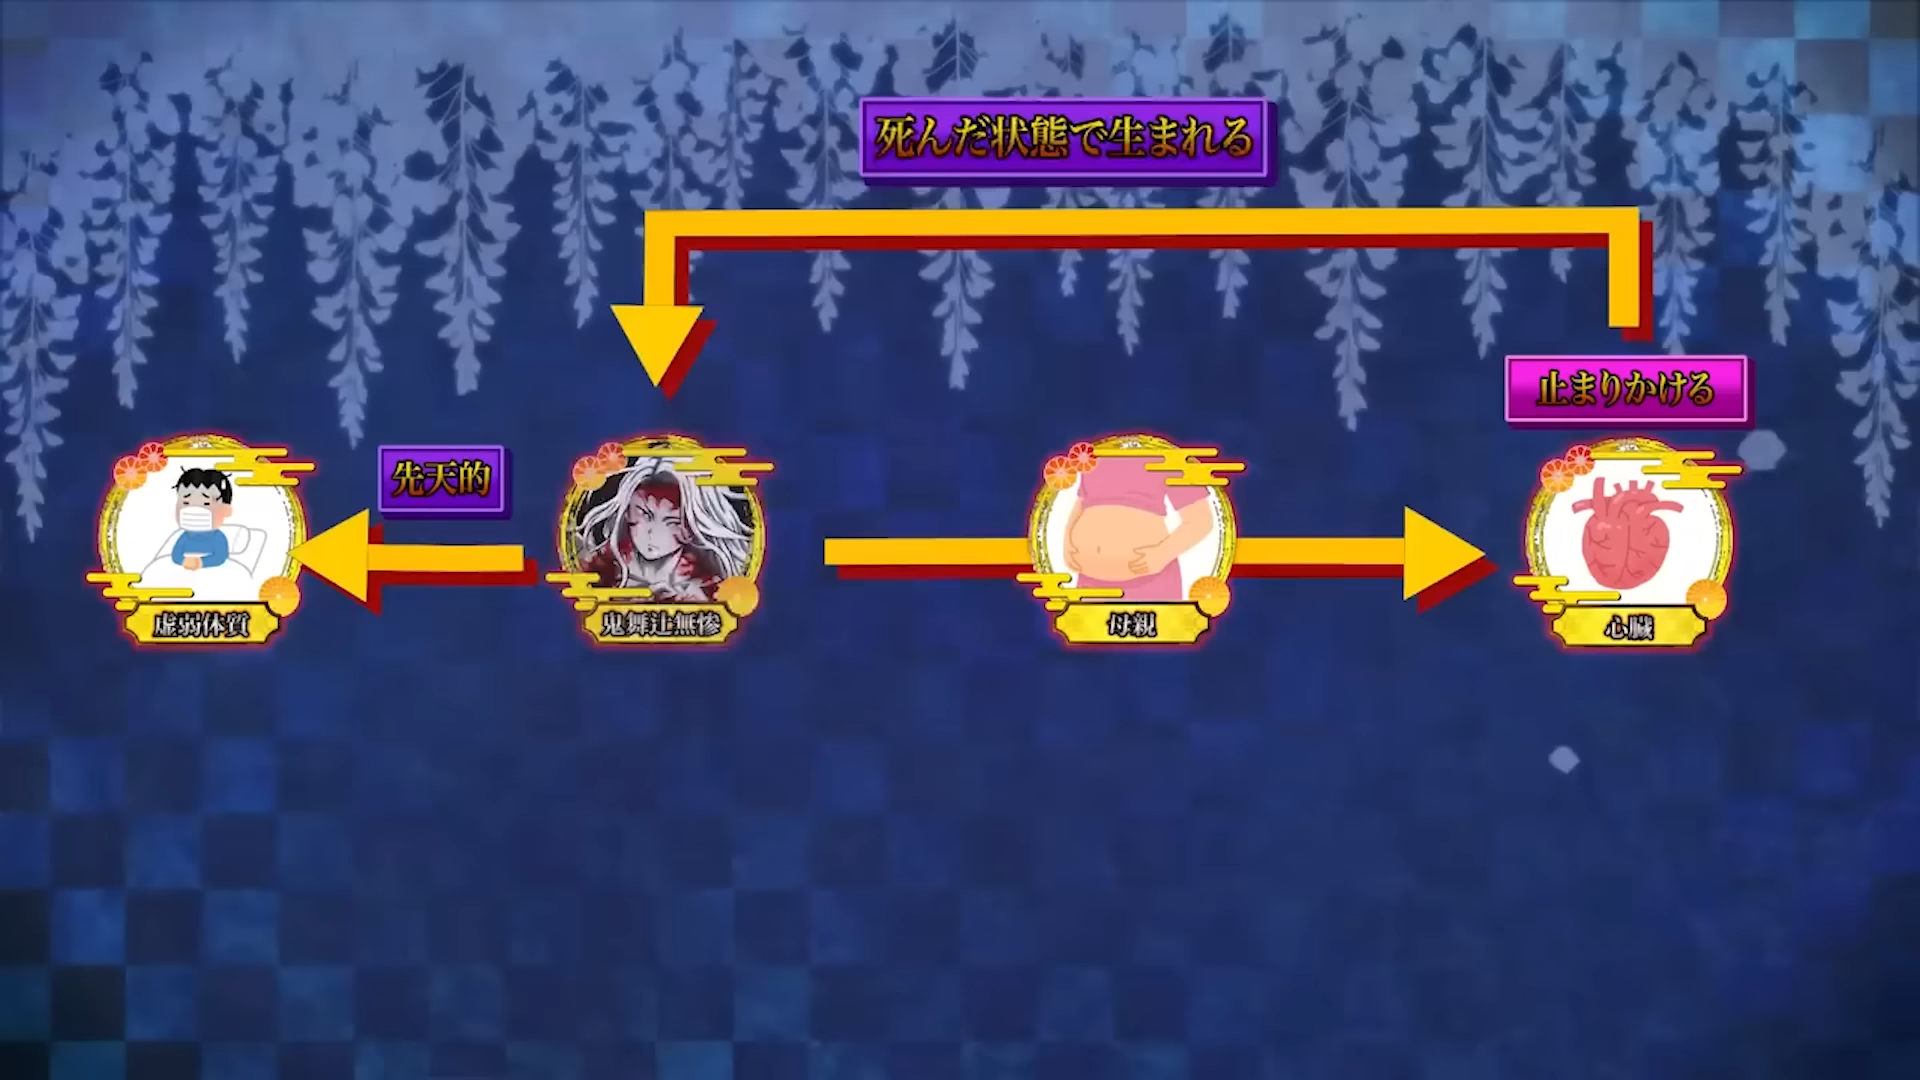 死んだ状態で生まれる
止まりかける
先天的
虚弱体質
鬼舞辻無惨
母親
心臓